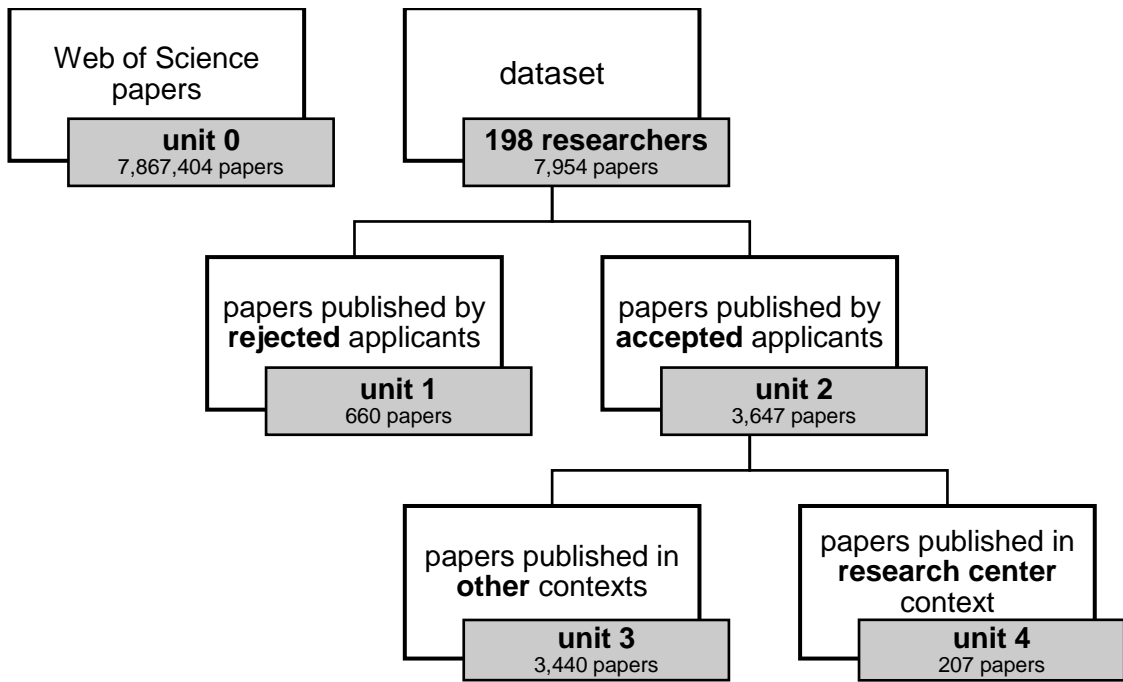 Web of Science
papers
unit 0
7,867,404 papers
dataset
198 researchers
7,954 papers
papers published by
rejected applicants
unit 1
660 papers
papers published by
accepted applicants
unit 2
3,647 papers
papers published in
other contexts
unit 3
3,440 papers
papers published in
research center
context
unit 4
207 papers